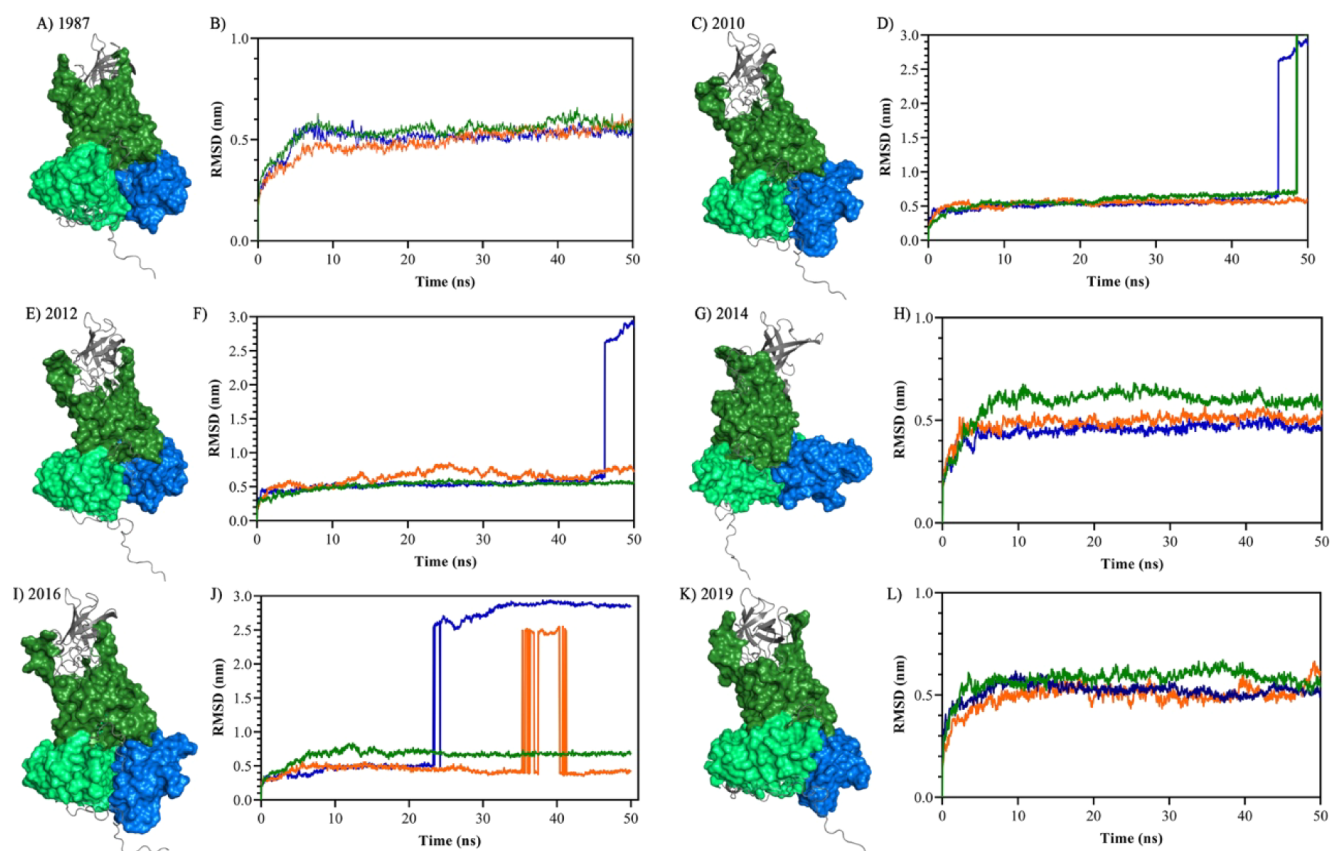 A) 1987
B)
1.0
0.5
0.0
RMSD (nm)
0
10
20
30
40
50
Time (ns)
C) 2010
D)
3.0
2.5
2.0
1.5
1.0
0.5
0.0
RMSD (nm)
0
10
20
30
40
50
Time (ns)
E) 2012
F)
3.0
2.5
2.0
1.5
1.0
0.5
0.0
RMSD (nm)
0
10
20
30
40
50
Time (ns)
G) 2014
H)
1.0
0.5
0.0
RMSD (nm)
0
10
20
30
40
50
Time (ns)
I) 2016
J)
3.0
2.5
2.0
1.5
1.0
0.5
0.0
RMSD (nm)
0
10
20
30
40
50
Time (ns)
K) 2019
L)
1.0
0.5
0.0
RMSD (nm)
0
10
20
30
40
50
Time (ns)